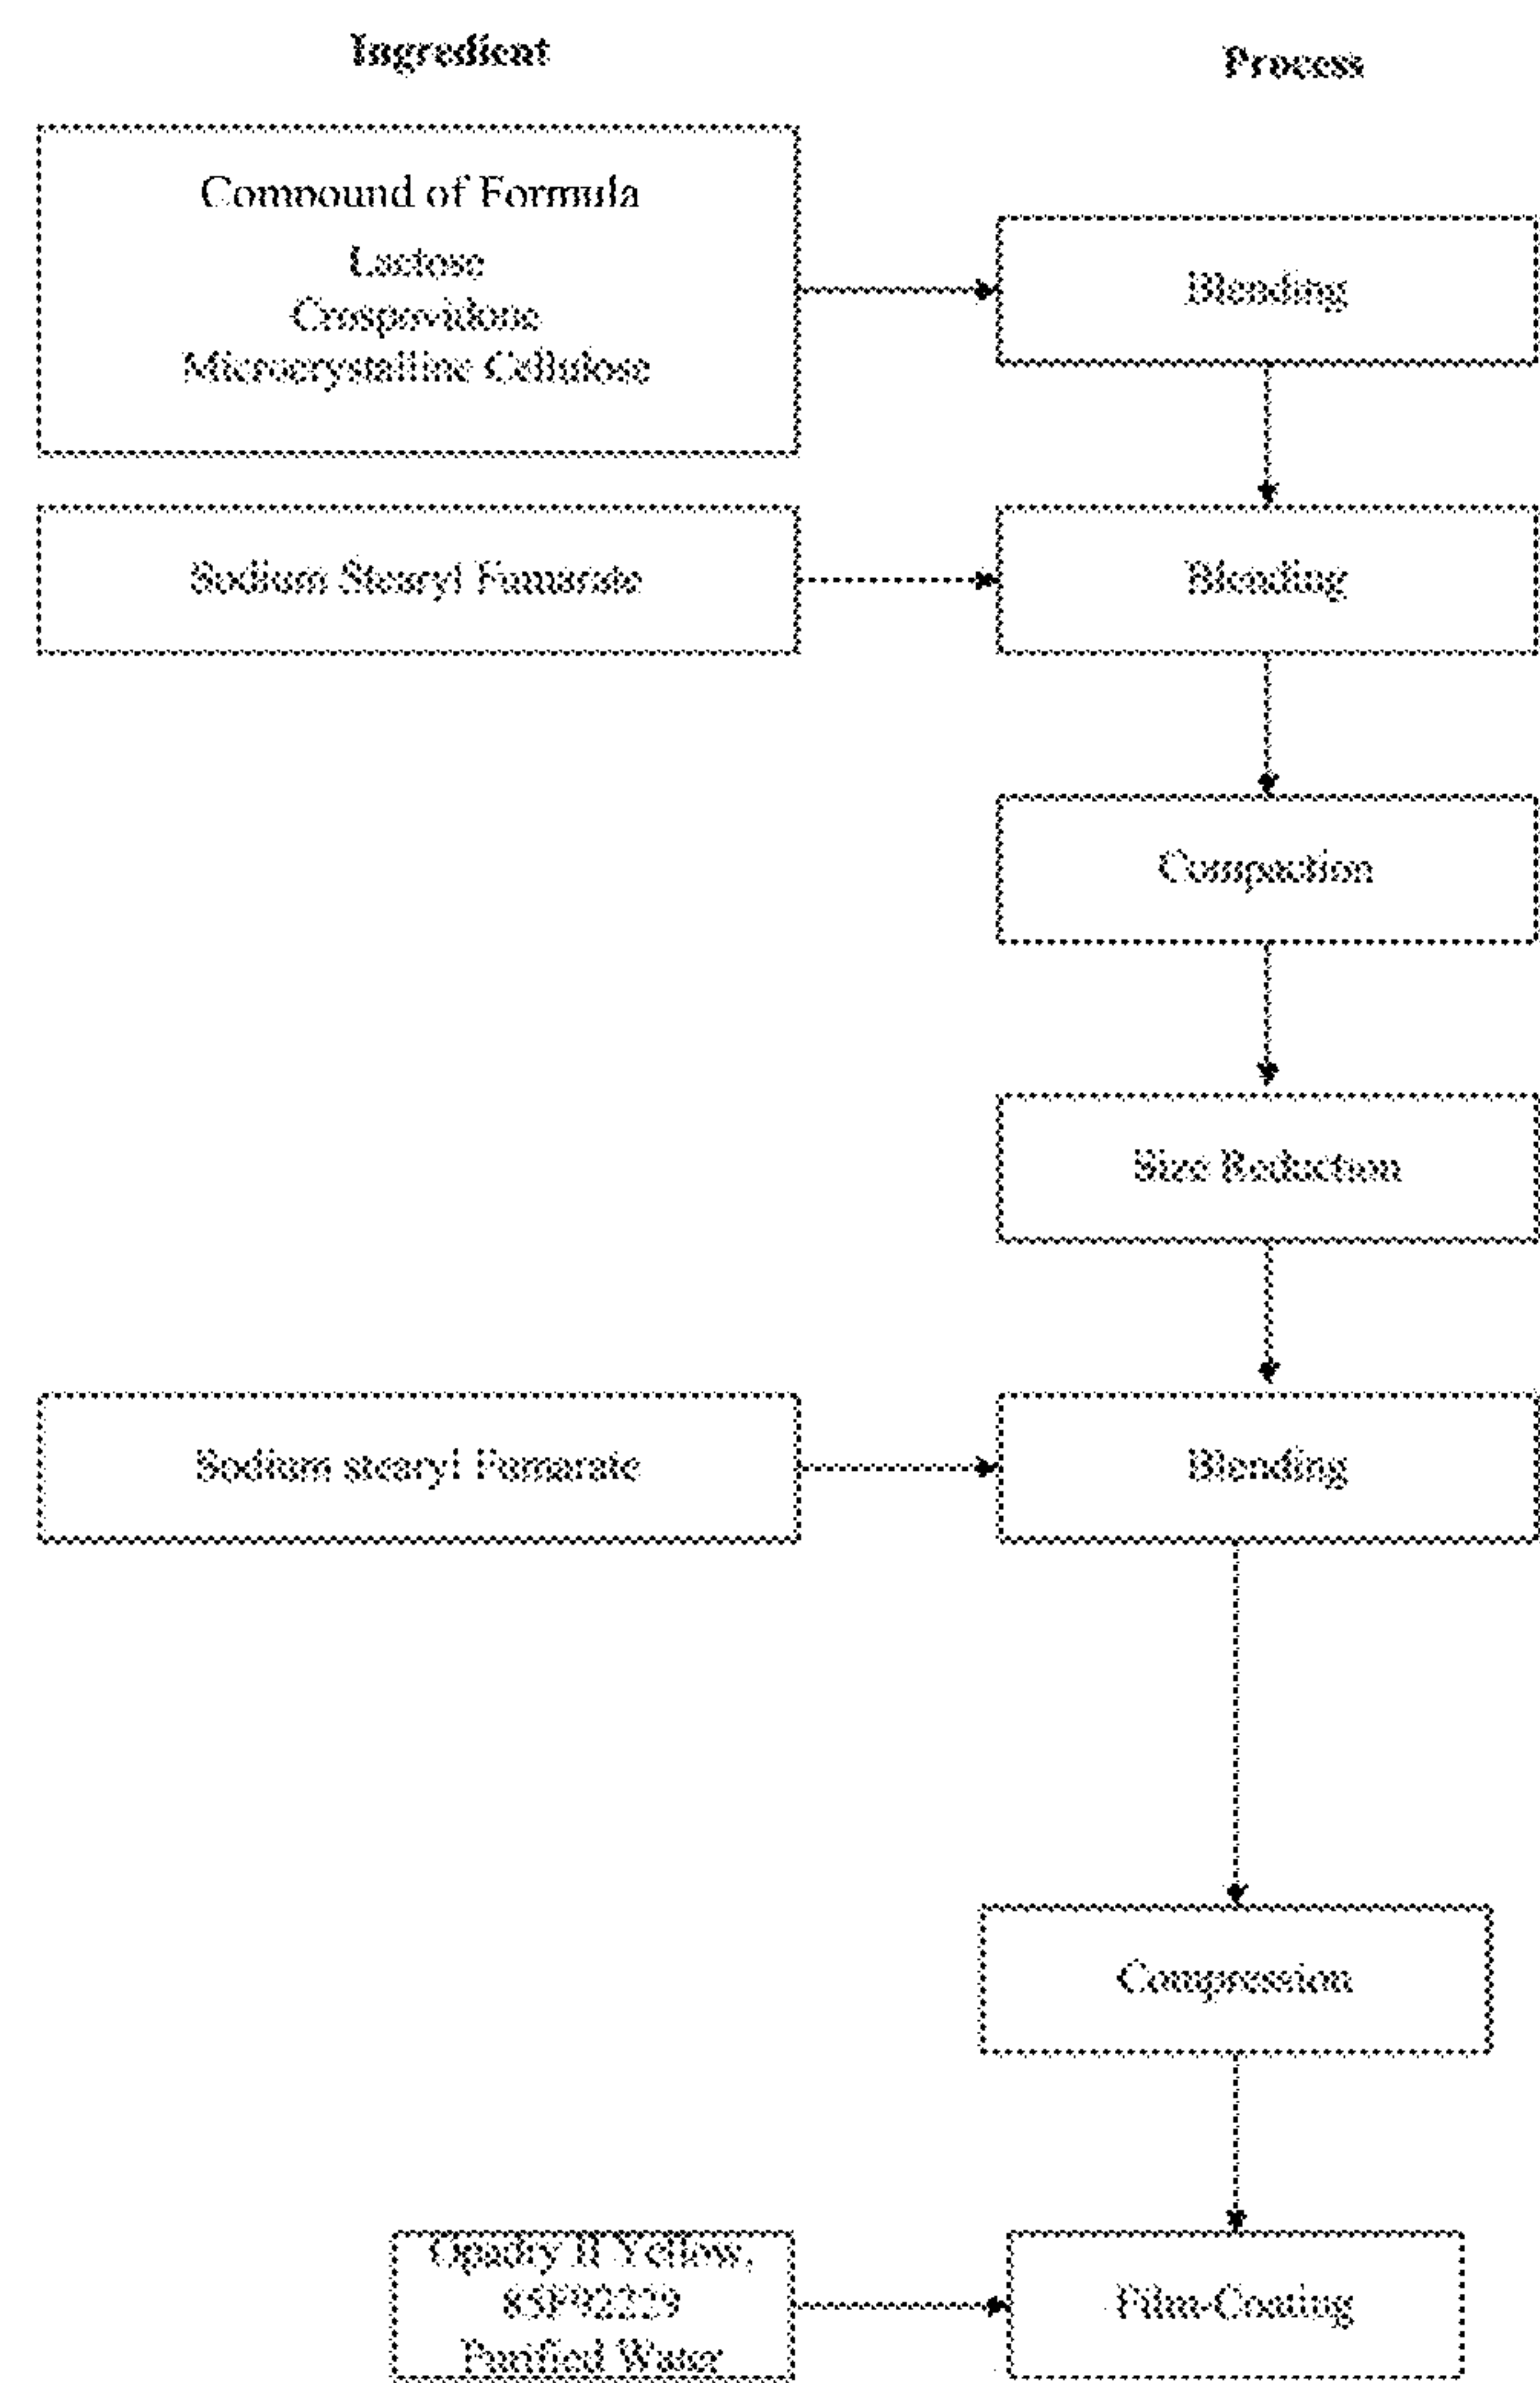 Ingredient
Process
Compound of Formula
Lactose
Crospovidone
Microcrystalline Cellulose
Blending
Sodium Stearyl Fumarate
Blending
Compaction
Size Reduction
Sodium stearyl Fumarate
Blending
Compression
Opadry II Yellow,
Purified Water
Film-Coating